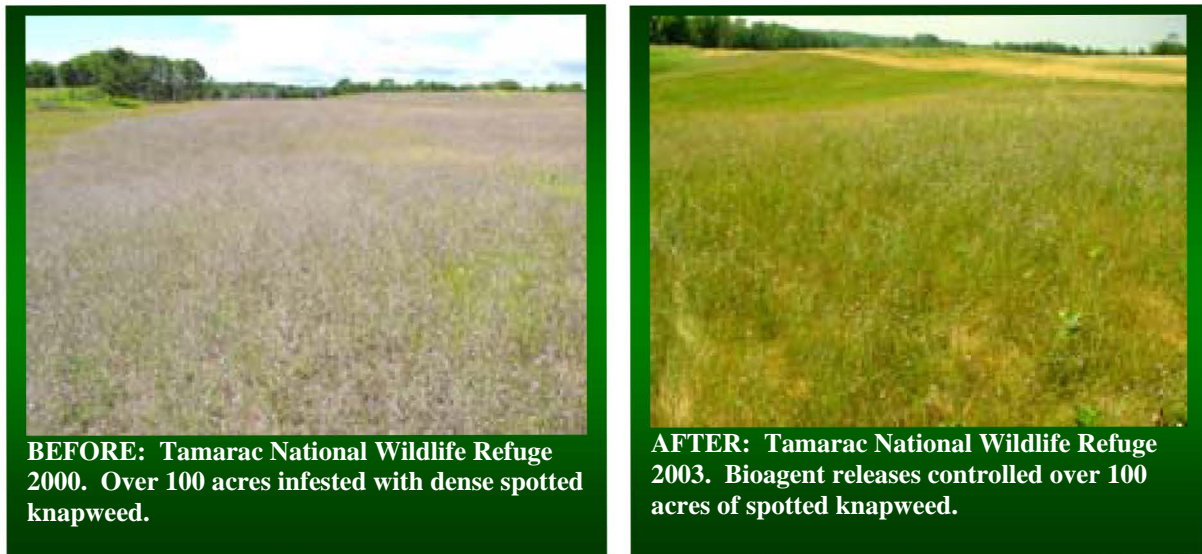 BEFORE: Tamarac National Wildlife Refuge
2000. Over 100 acres infested with dense spotted
knapweed.
AFTER: Tamarac National Wildlife Refuge
2003. Bioagent releases controlled over 100
acres of spotted knapweed.